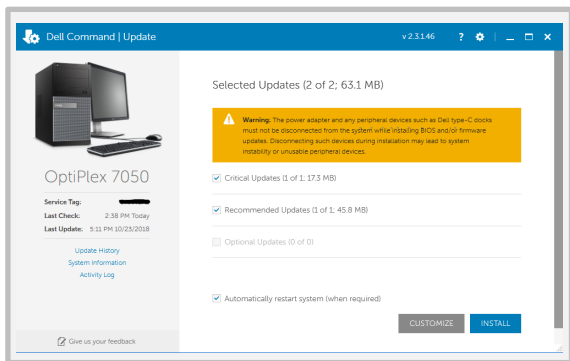 Dell Command | Update
v 2.3.1.46
?
Selected Updates (2 of 2; 63.1 MB)
Warning: The power adapter and any peripheral devices such as Dell type-C docks
must not be disconnected from the system while installing BIOS and/or firmware
updates. Disconnecting such devices during installation may lead to system
instability or unusable peripheral devices.
OptiPlex 7050
Service Tag:
Last Check: 2:38 PM Today
Last Update: 5:11 PM 10/23/2018
Update History
System Information
Activity Log
Critical Updates (1 of 1; 17.3 MB)
Recommended Updates (1 of 1; 45.8 MB)
Optional Updates (0 of 0)
Automatically restart system (when required)
CUSTOMIZE
INSTALL
Give us your feedback